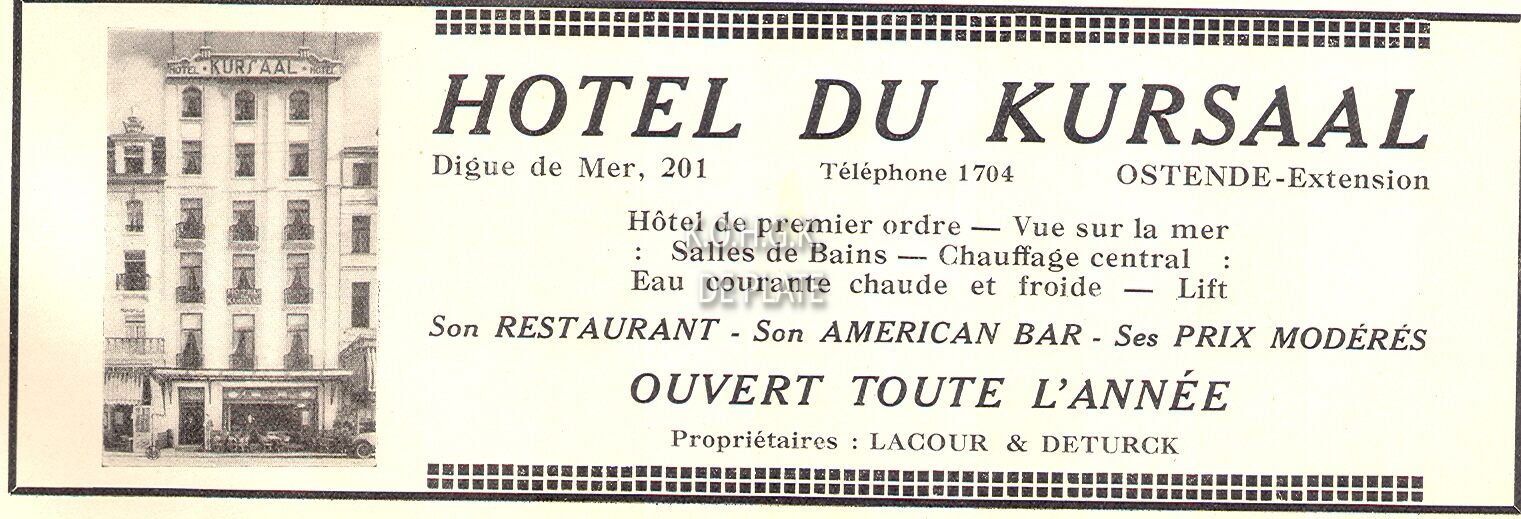 HOTEL · KURSAAL · HOTEL
HOTEL DU KURSAAL
Digue de Mer, 201 Téléphone 1704 OSTENDE-Extension
Hôtel de premier ordre — Vue sur la mer
: Salles de Bains — Chauffage central :
Eau courante chaude et froide — Lift
K.O.H.G.K
DE PLATE
Son RESTAURANT - Son AMERICAN BAR - Ses PRIX MODÉRÉS
OUVERT TOUTE L'ANNÉE
Propriétaires : LACOUR & DETURCK